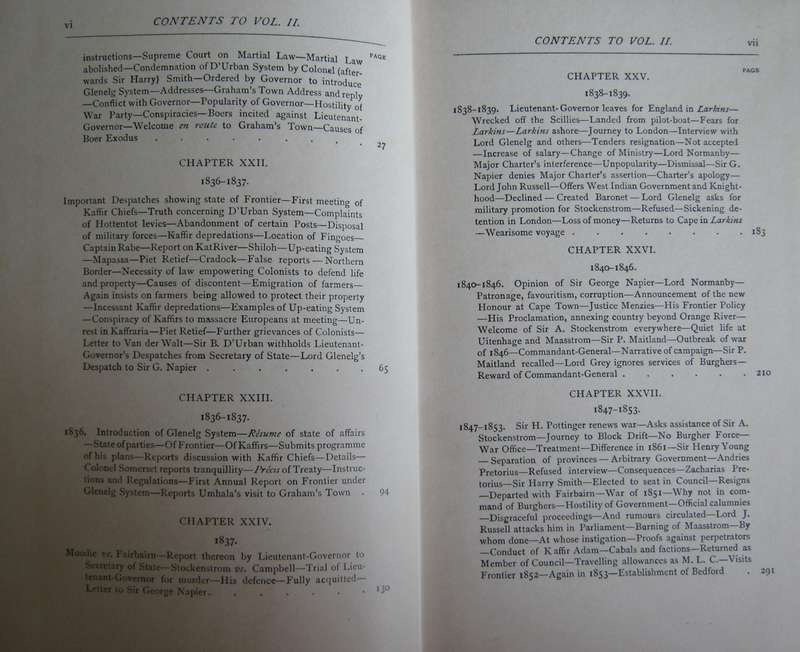 vi
CONTENTS TO VOL. II.
PAGE
instructions—Supreme Court on Martial Law—Martial Law
abolished—Condemnation of D'Urban System by Colonel (after-
wards Sir Harry) Smith—Ordered by Governor to introduce
Glenelg System—Addresses—Graham's Town Address and reply
—Conflict with Governor—Popularity of Governor—Hostility of
War Party—Conspiracies—Boers incited against Lieutenant-
Governor—Welcome en route to Graham's Town—Causes of
Boer Exodus . . . . . . . . 27
CHAPTER XXII.
1836-1837.
Important Despatches showing state of Frontier—First meeting of
Kaffir Chiefs—Truth concerning D'Urban System—Complaints
of Hottentot levies—Abandonment of certain Posts—Disposal
of military forces—Kaffir depredations—Location of Fingoes—
Captain Rabe—Report on Kat River—Shiloh—Up-eating System
—Mapassa—Piet Retief—Cradock—False reports—Northern
Border—Necessity of law empowering Colonists to defend life
and property—Causes of discontent—Emigration of farmers—
Again insists on farmers being allowed to protect their property
—Incessant Kaffir depredations—Examples of Up-eating System
—Conspiracy of Kaffirs to massacre Europeans at meeting—Un-
rest in Kaffraria—Piet Retief—Further grievances of Colonists—
Letter to Van der Walt—Sir B. D'Urban withholds Lieutenant-
Governor's Despatches from Secretary of State—Lord Glenelg's
Despatch to Sir G. Napier . . . . . . . 65
CHAPTER XXIII.
1836-1837.
1836. Introduction of Glenelg System—Résume of state of affairs
—State of parties—Of Frontier—Of Kaffirs—Submits programme
of his plans—Reports discussion with Kaffir Chiefs—Details—
Colonel Somerset reports tranquillity—Précis of Treaty—Instruc-
tions and Regulations—First Annual Report on Frontier under
Glenelg System—Reports Umhala's visit to Graham's Town . 94
CHAPTER XXIV.
1837.
Moodie vs. Fairbairn—Report thereon by Lieutenant-Governor to
Secretary of State—Stockenstrom vs. Campbell—Trial of Lieu-
tenant-Governor for murder—His defence—Fully acquitted—
Letter to Sir George Napier . . . . . . . 130
CONTENTS TO VOL. II.
vii
PAGE
CHAPTER XXV.
1838-1839.
1838-1839. Lieutenant-Governor leaves for England in Larkins—
Wrecked off the Scillies—Landed from pilot-boat—Fears for
Larkins—Larkins ashore—Journey to London—Interview with
Lord Glenelg and others—Tenders resignation—Not accepted
—Increase of salary—Change of Ministry—Lord Normanby—
Major Charter's interference—Unpopularity—Dismissal—Sir G.
Napier denies Major Charter's assertion—Charter's apology—
Lord John Russell—Offers West Indian Government and Knight-
hood—Declined—Created Baronet—Lord Glenelg asks for
military promotion for Stockenstrom—Refused—Sickening de-
tention in London—Loss of money—Returns to Cape in Larkins
—Wearisome voyage . . . . . . . . 183
CHAPTER XXVI.
1840-1846.
1840-1846. Opinion of Sir George Napier—Lord Normanby—
Patronage, favouritism, corruption—Announcement of the new
Honour at Cape Town—Justice Menzies—His Frontier Policy
—His Proclamation, annexing country beyond Orange River—
Welcome of Sir A. Stockenstrom everywhere—Quiet life at
Uitenhage and Maasstrom—Sir P. Maitland—Outbreak of war
of 1846—Commandant-General—Narrative of campaign—Sir P.
Maitland recalled—Lord Grey ignores services of Burghers—
Reward of Commandant-General . . . . . . 210
CHAPTER XXVII.
1847-1853.
1847-1853. Sir H. Pottinger renews war—Asks assistance of Sir A.
Stockenstrom—Journey to Block Drift—No Burgher Force—
War Office—Treatment—Difference in 1861—Sir Henry Young
—Separation of provinces—Arbitrary Government—Andries
Pretorius—Refused interview—Consequences—Zacharias Pre-
torius—Sir Harry Smith—Elected to seat in Council—Resigns
—Departed with Fairbairn—War of 1851—Why not in com-
mand of Burghers—Hostility of Government—Official calumnies
—Disgraceful proceedings—And rumours circulated—Lord J.
Russell attacks him in Parliament—Burning of Maasstrom—By
whom done—At whose instigation—Proofs against perpetrators
—Conduct of Kaffir Adam—Cabals and factions—Returned as
Member of Council—Travelling allowances as M. L. C.—Visits
Frontier 1852—Again in 1853—Establishment of Bedford . 291